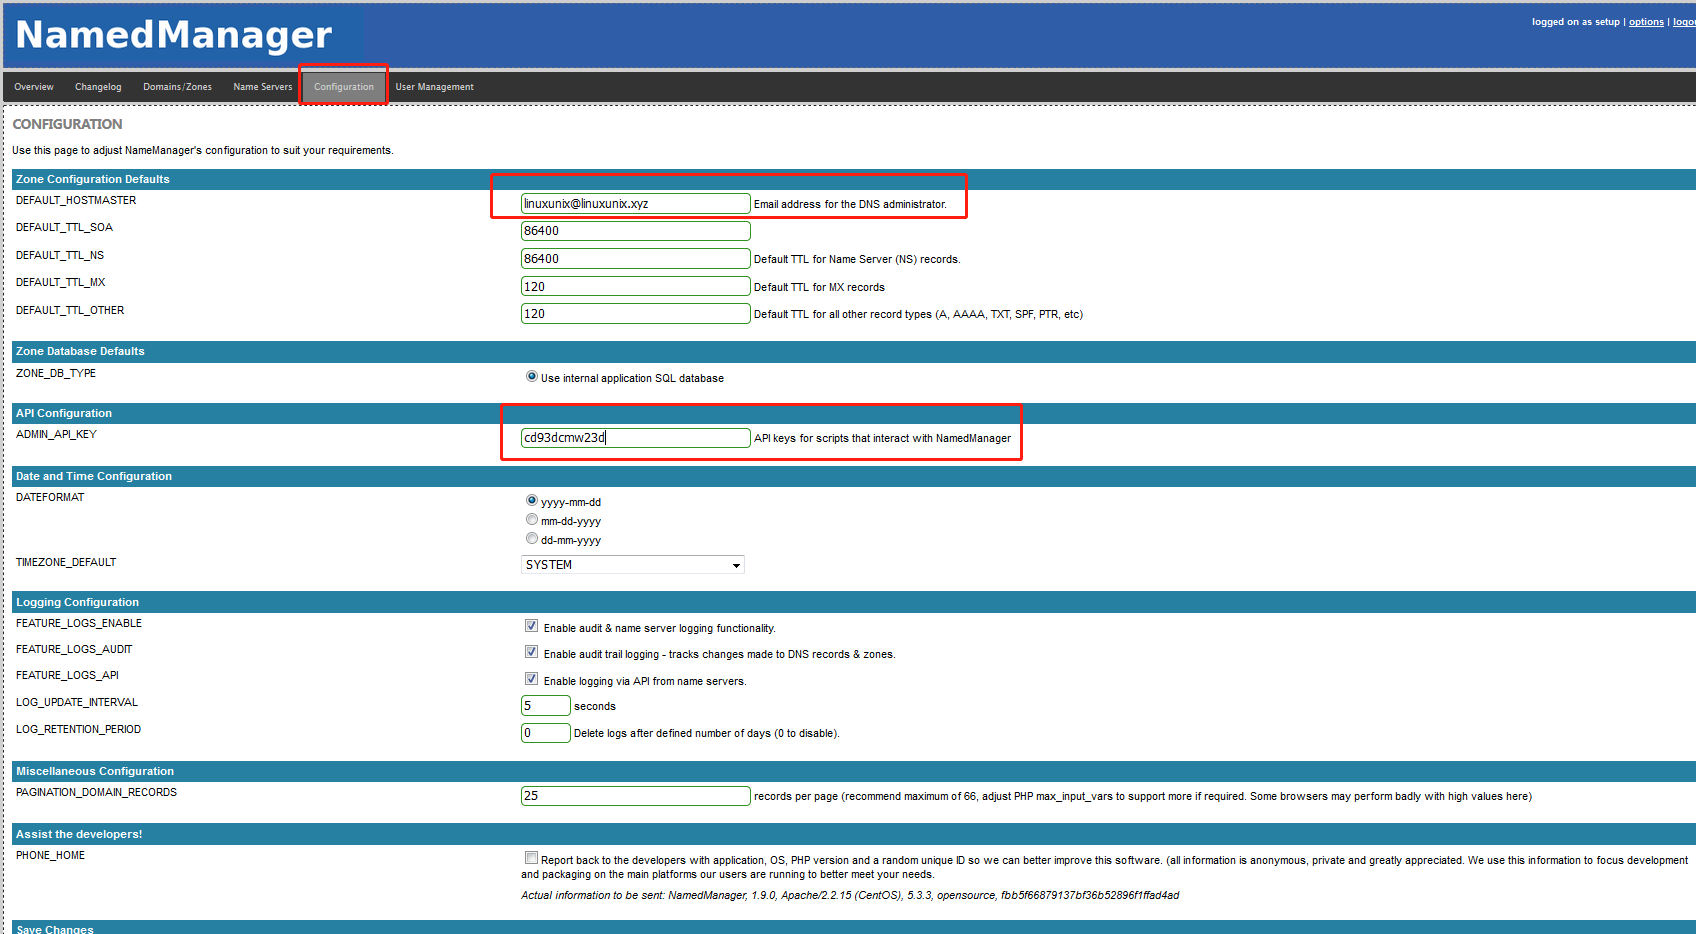 NamedManager
logged on as setup | options | logou
Overview Changelog Domains/Zones Name Servers Configuration User Management
CONFIGURATION
Use this page to adjust NameManager's configuration to suit your requirements.
Zone Configuration Defaults
DEFAULT_HOSTMASTER linuxunix@linuxunix.xyz Email address for the DNS administrator.
DEFAULT_TTL_SOA 86400
DEFAULT_TTL_NS 86400 Default TTL for Name Server (NS) records.
DEFAULT_TTL_MX 120 Default TTL for MX records
DEFAULT_TTL_OTHER 120 Default TTL for all other record types (A, AAAA, TXT, SPF, PTR, etc)
Zone Database Defaults
ZONE_DB_TYPE Use internal application SQL database
API Configuration
ADMIN_API_KEY cd93dcmw23d API keys for scripts that interact with NamedManager
Date and Time Configuration
DATEFORMAT yyyy-mm-dd
mm-dd-yyyy
dd-mm-yyyy
TIMEZONE_DEFAULT SYSTEM
Logging Configuration
FEATURE_LOGS_ENABLE Enable audit & name server logging functionality.
FEATURE_LOGS_AUDIT Enable audit trail logging - tracks changes made to DNS records & zones.
FEATURE_LOGS_API Enable logging via API from name servers.
LOG_UPDATE_INTERVAL 5 seconds
LOG_RETENTION_PERIOD 0 Delete logs after defined number of days (0 to disable).
Miscellaneous Configuration
PAGINATION_DOMAIN_RECORDS 25 records per page (recommend maximum of 66, adjust PHP max_input_vars to support more if required. Some browsers may perform badly with high values here)
Assist the developers!
PHONE_HOME Report back to the developers with application, OS, PHP version and a random unique ID so we can better improve this software. (all information is anonymous, private and greatly appreciated. We use this information to focus development
and packaging on the main platforms our users are running to better meet your needs.
Actual information to be sent: NamedManager, 1.9.0, Apache/2.2.15 (CentOS), 5.3.3, opensource, fbb5f66879137bf36b52896f1ffad4ad
Save Changes